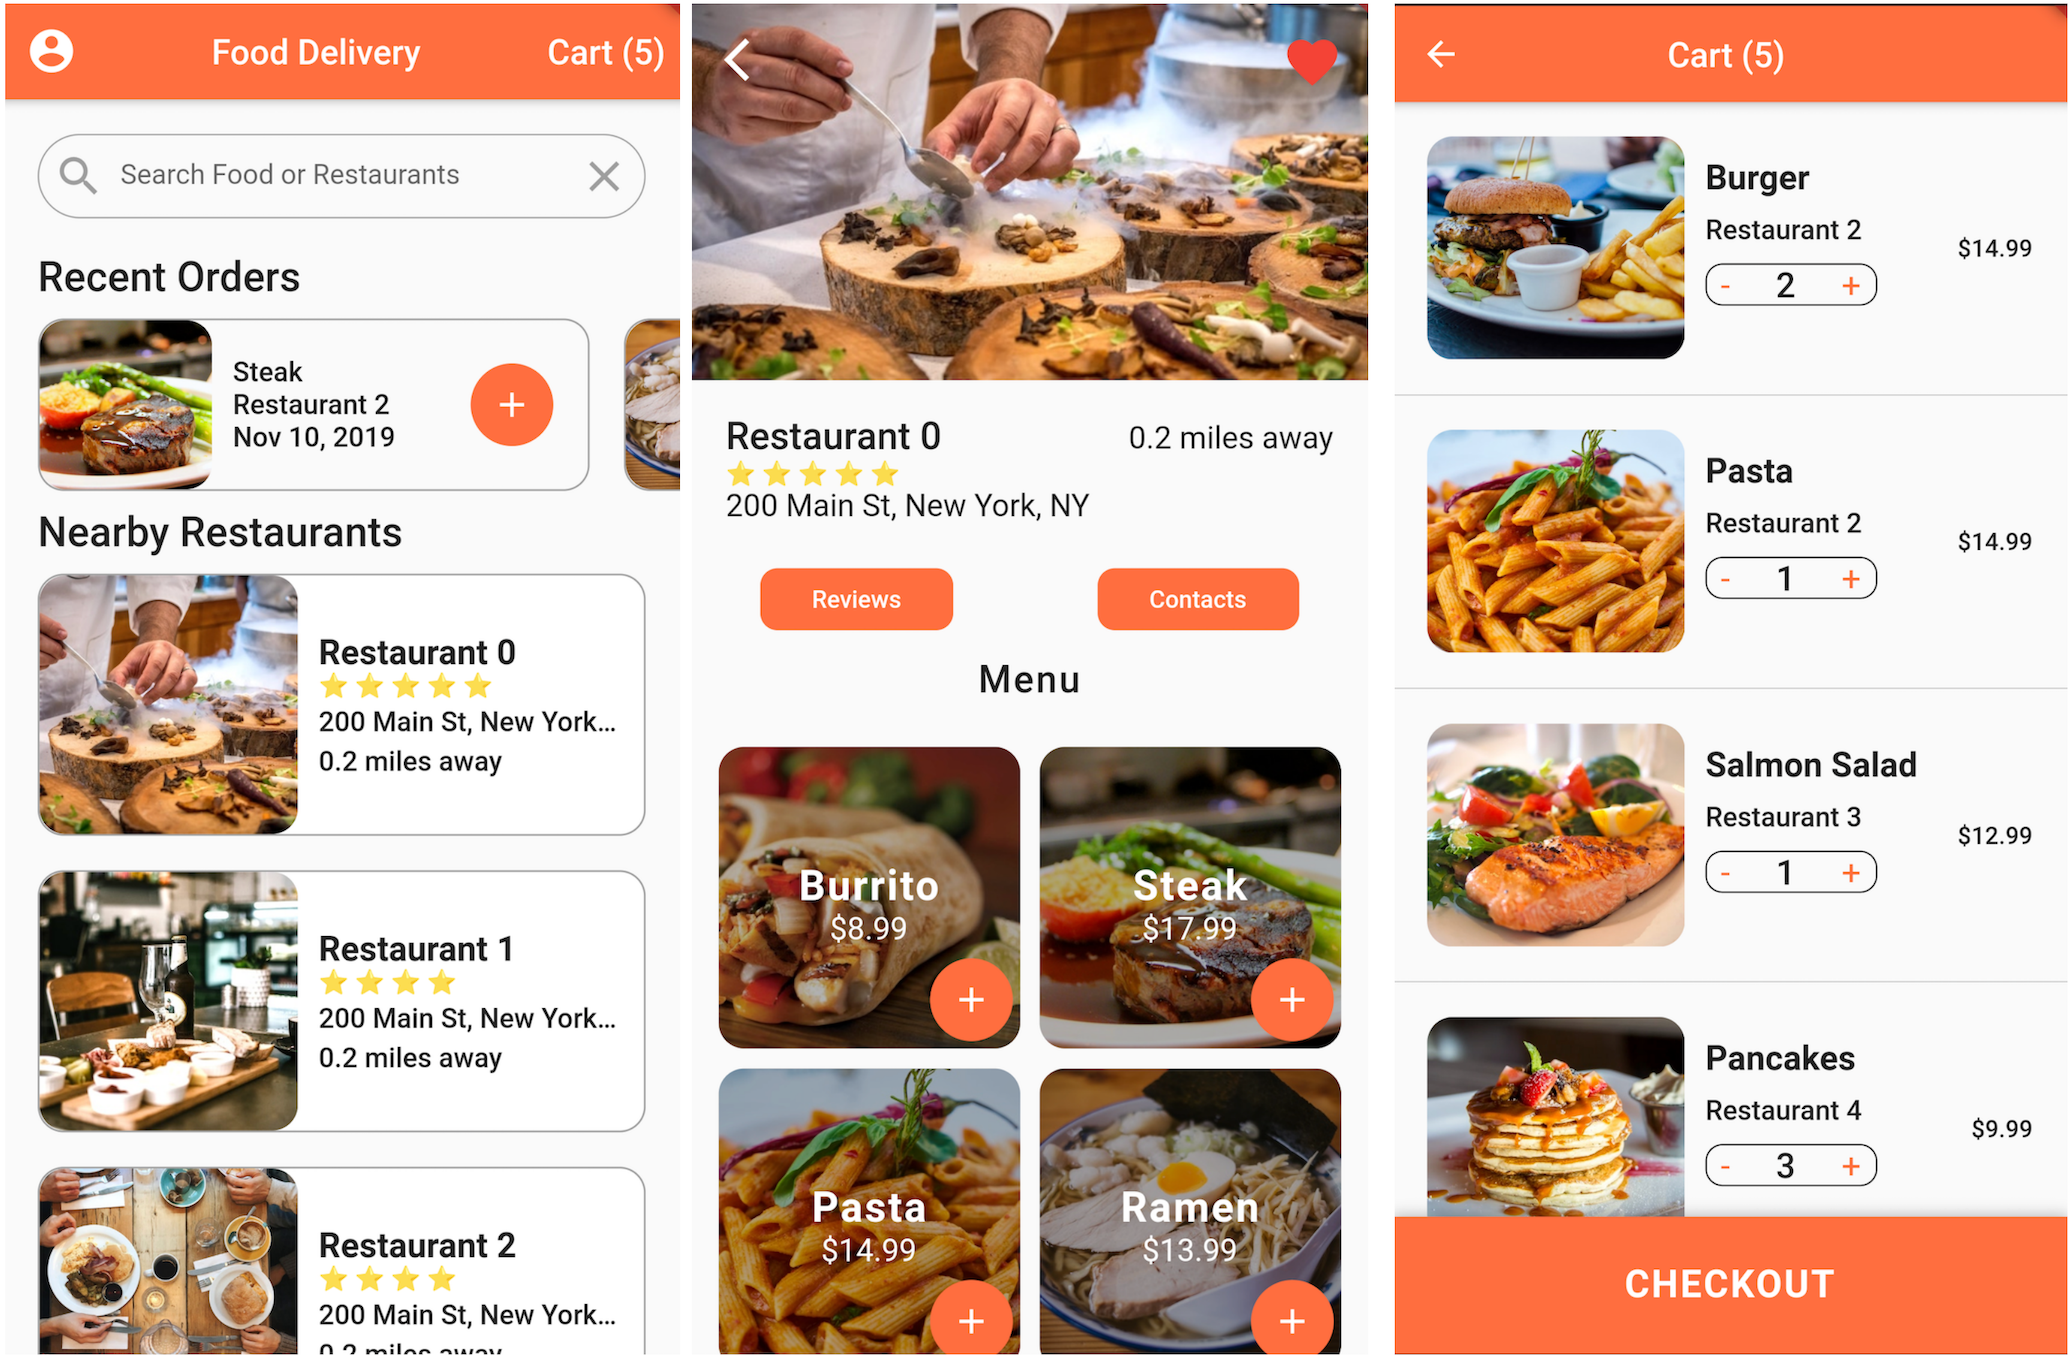 Food Delivery
Cart (5)
Search Food or Restaurants
Recent Orders
Steak
Restaurant 2
Nov 10, 2019
+
Nearby Restaurants
Restaurant 0
200 Main St, New York...
0.2 miles away
Restaurant 1
200 Main St, New York...
0.2 miles away
Restaurant 2
200 Main St, New York...
0.2 miles away
Restaurant 0
0.2 miles away
200 Main St, New York, NY
Reviews
Contacts
Menu
Burrito
$8.99
+
Steak
$17.99
+
Pasta
$14.99
+
Ramen
$13.99
+
Cart (5)
Burger
Restaurant 2
$14.99
- 2 +
Pasta
Restaurant 2
$14.99
- 1 +
Salmon Salad
Restaurant 3
$12.99
- 1 +
Pancakes
Restaurant 4
$9.99
- 3 +
CHECKOUT